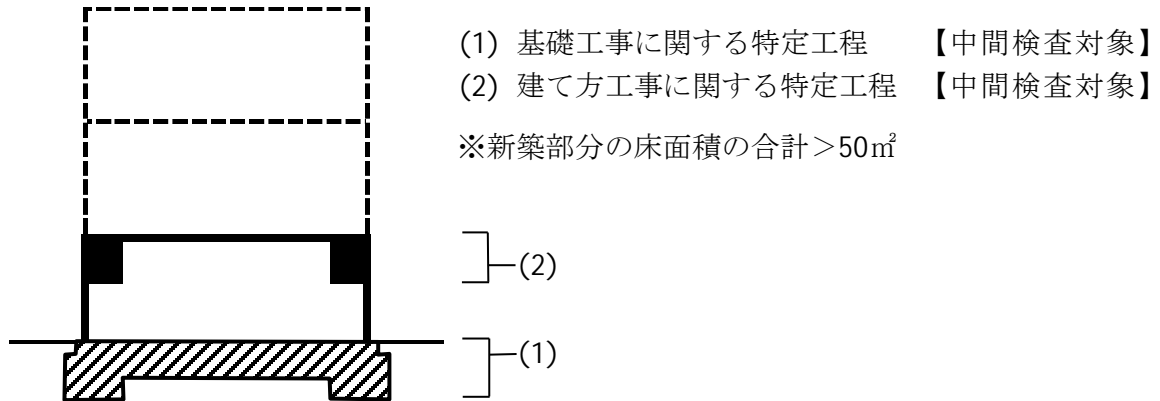 (1) 基礎工事に関する特定工程 【中間検査対象】
(2) 建て方工事に関する特定工程 【中間検査対象】
※新築部分の床面積の合計＞50㎡
(2)
(1)